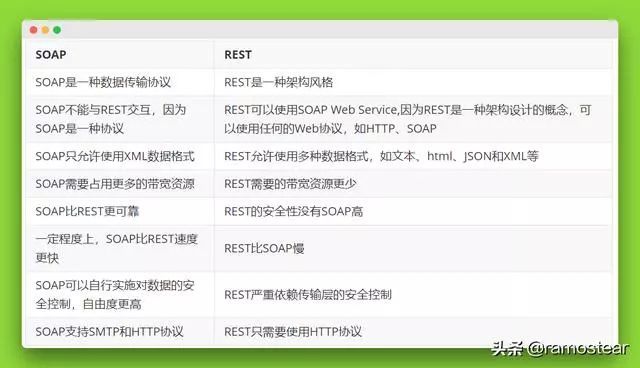 SOAP REST
SOAP是一种数据传输协议 REST是一种架构风格
SOAP不能与REST交互，因为
SOAP是一种协议
REST可以使用SOAP Web Service,因为REST是一种架构设计的概念，可
以使用任何的Web协议，如HTTP、SOAP
SOAP只允许使用XML数据格式 REST允许使用多种数据格式，如文本、html、JSON和XML等
SOAP需要占用更多的带宽资源 REST需要的带宽资源更少
SOAP比REST更可靠 REST的安全性没有SOAP高
一定程度上，SOAP比REST速度
更快
REST比SOAP慢
SOAP可以自行实施对数据的安
全控制，自由度更高
REST严重依赖传输层的安全控制
SOAP支持SMTP和HTTP协议 REST只需要使用HTTP协议
头条 @ramostear